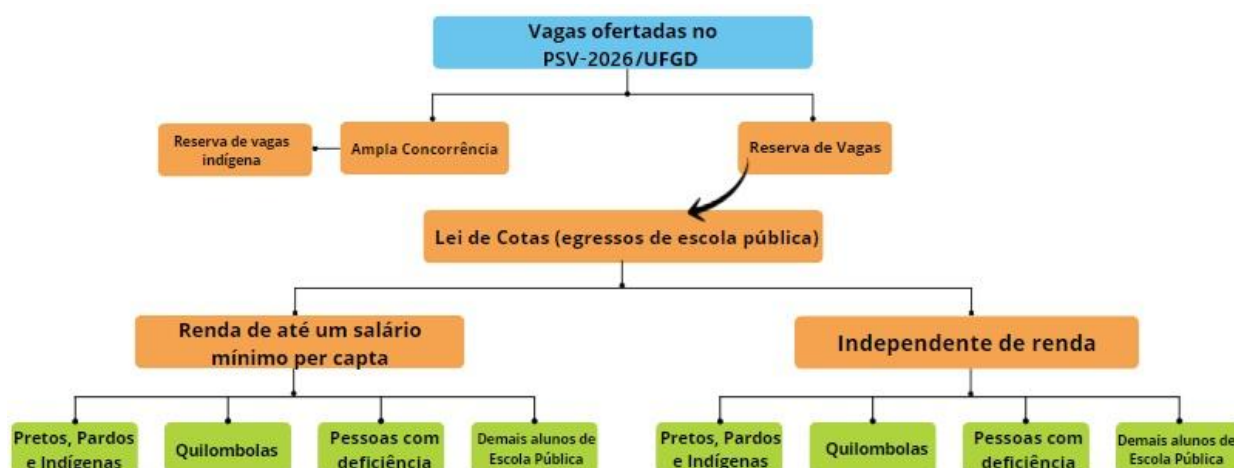 Vagas ofertadas no
PSV-2026/UFGD
Reserva de vagas
indígena
Ampla Concorrência
Reserva de Vagas
Lei de Cotas (egressos de escola pública)
Renda de até um salário
mínimo per capta
Independente de renda
Pretos, Pardos
e Indígenas
Quilombolas
Pessoas com
deficiência
Demais alunos de
Escola Pública
Pretos, Pardos
e Indígenas
Quilombolas
Pessoas com
deficiência
Demais alunos de
Escola Pública